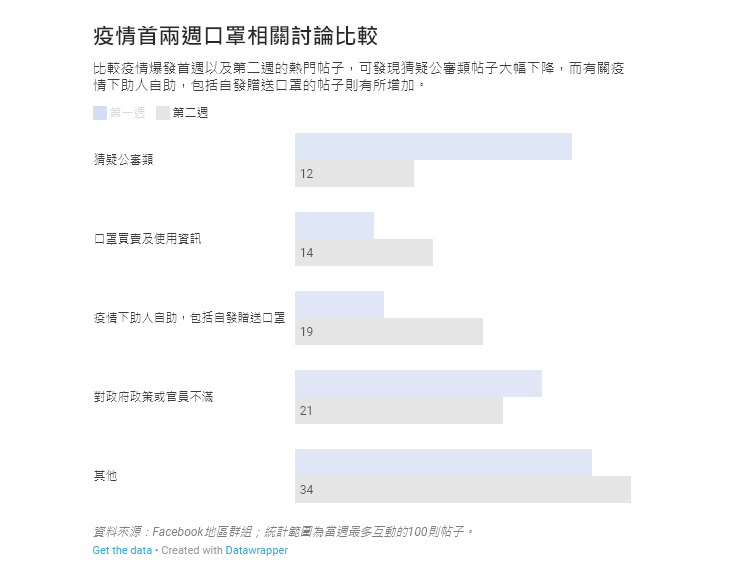 疫情首兩週口罩相關討論比較
比較疫情爆發首週以及第二週的熱門帖子，可發現猜疑公審類帖子大幅下降，而有關疫
情下助人自助，包括自發贈送口罩的帖子則有所增加。
第一週 第二週
猜疑公審類
12
口罩買賣及使用資訊
14
疫情下助人自助，包括自發贈送口罩
19
對政府政策或官員不滿
21
其他
34
資料來源：Facebook地區群組；統計範圍為當週最多互動的100則帖子。
Get the data • Created with Datawrapper